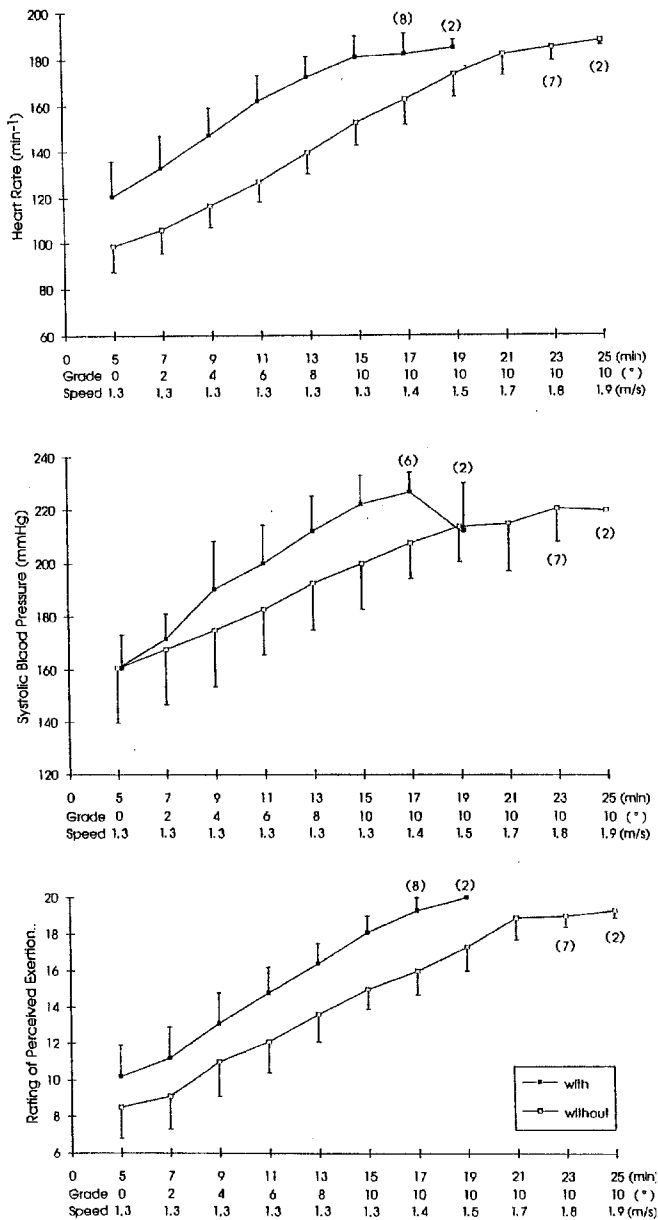 200
(8)
(2)
180
160
140
120
100
80
60
Heart Rate (min-1)
(7)
(2)
0 5 7 9 11 13 15 17 19 21 23 25 (min)
Grade 0 2 4 6 8 10 10 10 10 10 10 (°)
Speed 1.3 1.3 1.3 1.3 1.3 1.3 1.4 1.5 1.7 1.8 1.9 (m/s)
240
(6)
(2)
220
200
180
160
140
120
Systolic Blood Pressure (mmHg)
(7)
(2)
0 5 7 9 11 13 15 17 19 21 23 25 (min)
Grade 0 2 4 6 8 10 10 10 10 10 10 (°)
Speed 1.3 1.3 1.3 1.3 1.3 1.3 1.4 1.5 1.7 1.8 1.9 (m/s)
20
(8)
(2)
18
16
14
12
10
8
6
Rating of Perceived Exertion..
(7)
(2)
with
without
0 5 7 9 11 13 15 17 19 21 23 25 (min)
Grade 0 2 4 6 8 10 10 10 10 10 10 (°)
Speed 1.3 1.3 1.3 1.3 1.3 1.3 1.4 1.5 1.7 1.8 1.9 (m/s)